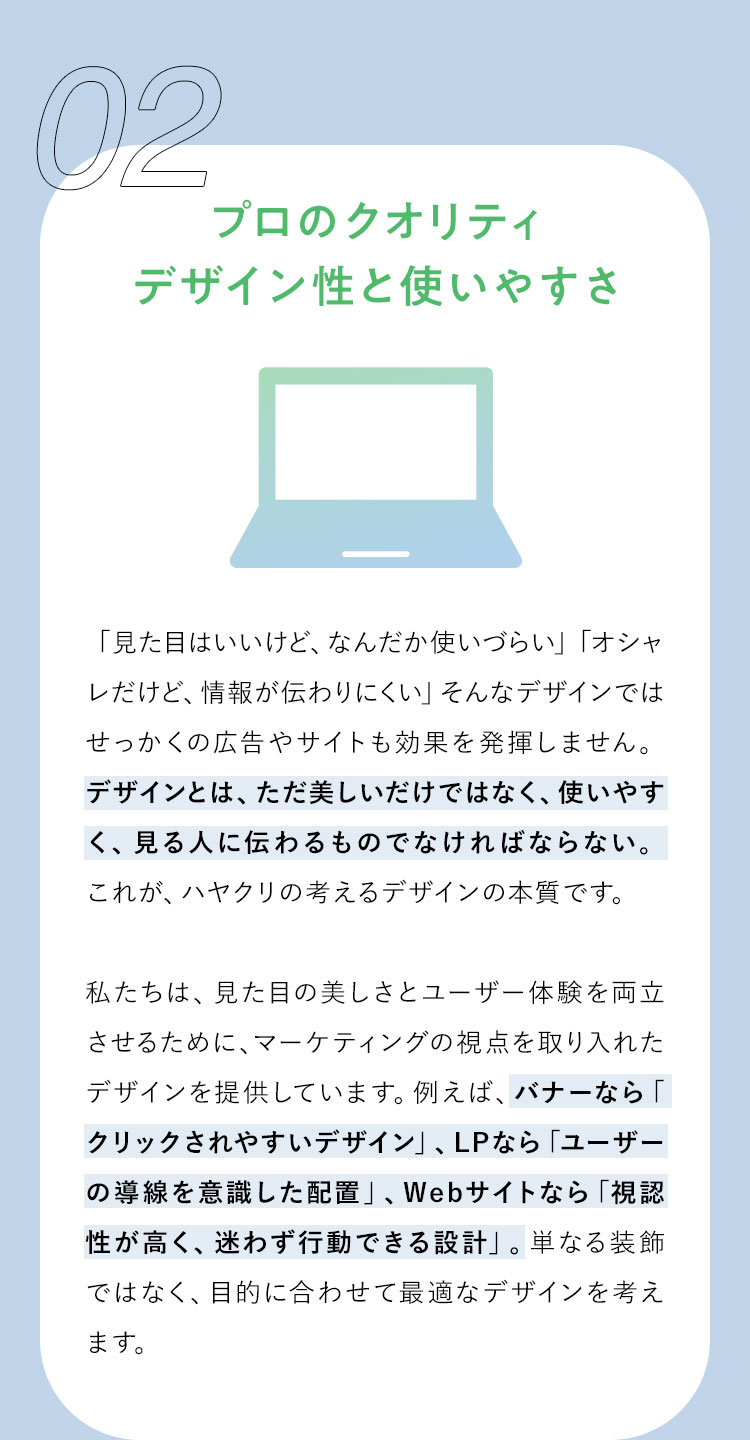 02
プロのクオリティ
デザイン性と使いやすさ
「見た目はいいけど、なんだか使いづらい」「オシャ
レだけど、情報が伝わりにくい」そんなデザインでは
せっかくの広告やサイトも効果を発揮しません。
デザインとは、ただ美しいだけではなく、使いやす
く、見る人に伝わるものでなければならない。
これが、ハヤクリの考えるデザインの本質です。
私たちは、見た目の美しさとユーザー体験を両立
させるために、マーケティングの視点を取り入れた
デザインを提供しています。例えば、バナーなら「
クリックされやすいデザイン」、LPなら「ユーザー
の導線を意識した配置」、Webサイトなら「視認
性が高く、迷わず行動できる設計」。単なる装飾
ではなく、目的に合わせて最適なデザインを考え
ます。